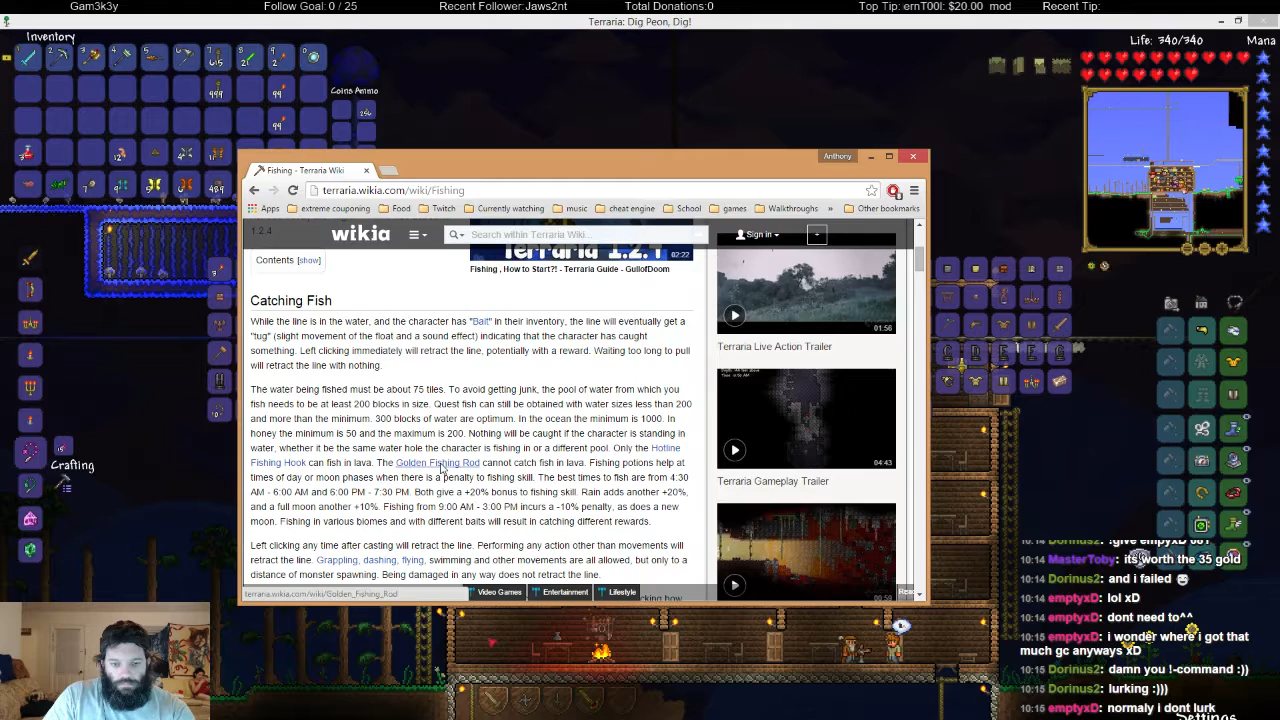 Gam3k3y Follow Goal: 0 / 25 Recent Follower:Jaws2nt Total Donations:0 Top Tip: ernT00l: $20.00 mod Recent Tip:
Terraria: Dig Peon, Dig!
Inventory
Life: 340/340 Mana
Coins Ammo
Anthony
Fishing - Terraria Wiki
terraria.wikia.com/wiki/Fishing
Apps extreme couponing Food Twitch Currently watching music cheat engine School games Walkthroughs » Other bookmarks
1.2.4 wikia Search within Terraria Wiki... Sign in
Terraria 1.2.4
02:22
Fishing , How to Start?! - Terraria Guide - GullofDoom
Contents [show]
Catching Fish
While the line is in the water, and the character has "Bait" in their inventory, the line will eventually get a
"tug" (slight movement of the float and a sound effect) indicating that the character has caught
something. Left clicking immediately will retract the line, potentially with a reward. Waiting too long to pull
will retract the line with nothing.
The water being fished must be about 75 tiles. To avoid getting junk, the pool of water from which you
fish needs to be at least 200 blocks in size. Quest fish can still be obtained with water sizes less than 200
and more than the minimum. 300 blocks of water are optimum. In the ocean the minimum is 1000. In
honey the minimum is 50 and the maximum is 200. Nothing will be caught if the character is standing in
water, whether it be the same water hole the character is fishing in or a different pool. Only the Hotline
Fishing Hook can fish in lava. The Golden Fishing Rod cannot catch fish in lava. Fishing potions help at
times of day or moon phases when there is a penalty to fishing skill. The best times to fish are from 4:30
AM - 6:00 AM and 6:00 PM - 7:30 PM. Both give a +20% bonus to fishing skill. Rain adds another +20%,
and a full moon another +10%. Fishing from 9:00 AM - 3:00 PM incurs a -10% penalty, as does a new
moon. Fishing in various biomes and with different baits will result in catching different rewards.
Left clicking any time after casting will retract the line. Performing any action other than movements will
retract the line. Grappling, dashing, flying, swimming and other movements are all allowed, but only to a
distance of monster spawning. Being damaged in any way does not retract the line.
terraria.wikia.com/wiki/Golden_Fishing_Rod
Video Games Entertainment Lifestyle
01:56
Terraria Live Action Trailer
04:43
Terraria Gameplay Trailer
00:59
Crafting
MasterToby: its worth the 35 gold
Dorinus2: and i failed
emptyxD: lol xD
emptyxD: dont need to^^
emptyxD: i wonder where i got that
much gc anyways xD
Dorinus2: damn you !-command :))
Dorinus2: lurking :)))
emptyxD: normaly i dont lurk
10:14
10:14
10:14
10:14
10:15
10:15
10:15
10:15
Settings